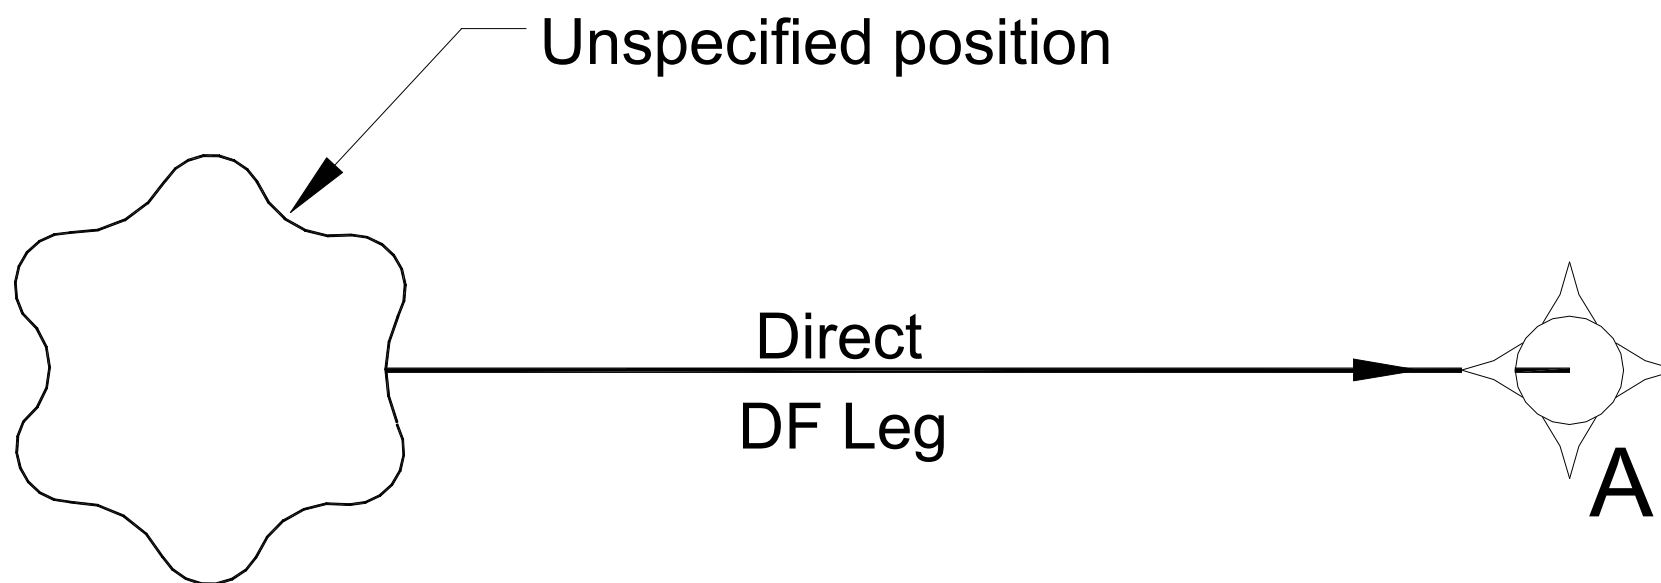 Unspecified position
Direct
DF Leg
A